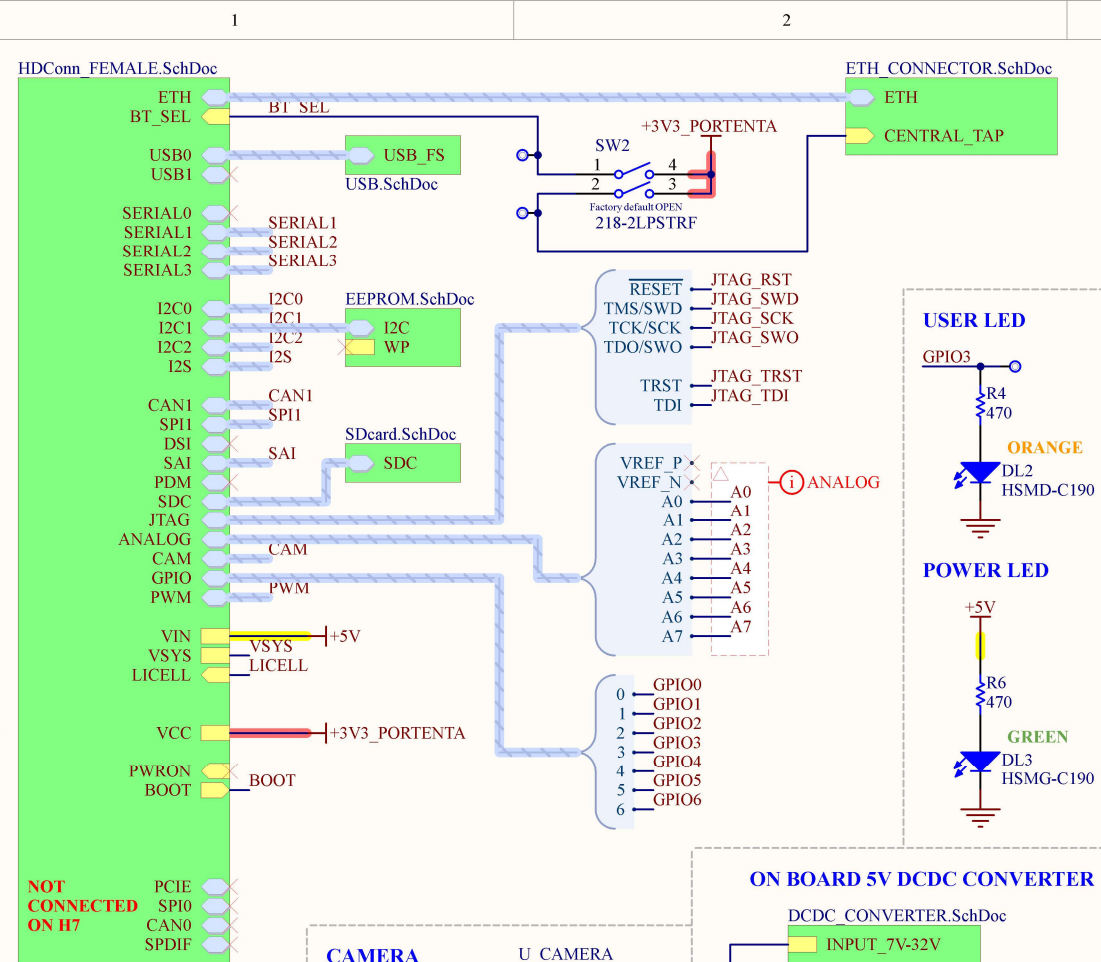 1
2
HDConn_FEMALE.SchDoc
ETH_CONNECTOR.SchDoc
ETH
BT_SEL
BT_SEL
ETH
CENTRAL_TAP
USB0
USB1
USB_FS
USB.SchDoc
+3V3_PORTENTA
SW2
1
4
2
3
Factory default OPEN
218-2LPSTRF
SERIAL0
SERIAL1
SERIAL1
SERIAL2
SERIAL2
SERIAL3
SERIAL3
I2C0
I2C0
I2C1
I2C1
I2C2
I2C2
I2S
I2S
EEPROM.SchDoc
I2C
WP
CAN1
CAN1
SPI1
SPI1
DSI
SAI
SAI
PDM
SDC
SDcard.SchDoc
SDC
JTAG
ANALOG
CAM
CAM
GPIO
PWM
PWM
VIN
+5V
VSYS
VSYS
LICELL
LICELL
VCC
+3V3_PORTENTA
PWRON
BOOT
BOOT
NOT
CONNECTED
ON H7
PCIE
SPI0
CAN0
SPDIF
RESET
JTAG_RST
TMS/SWD
JTAG_SWD
TCK/SCK
JTAG_SCK
TDO/SWO
JTAG_SWO
TRST
JTAG_TRST
TDI
JTAG_TDI
VREF_P
VREF_N
A0
A0
A1
A1
A2
A2
A3
A3
A4
A4
A5
A5
A6
A6
A7
A7
i ANALOG
0
GPIO0
1
GPIO1
2
GPIO2
3
GPIO3
4
GPIO4
5
GPIO5
6
GPIO6
USER LED
GPIO3
R4
470
ORANGE
DL2
HSMD-C190
POWER LED
+5V
R6
470
GREEN
DL3
HSMG-C190
ON BOARD 5V DCDC CONVERTER
DCDC_CONVERTER.SchDoc
INPUT_7V-32V
CAMERA
U_CAMERA